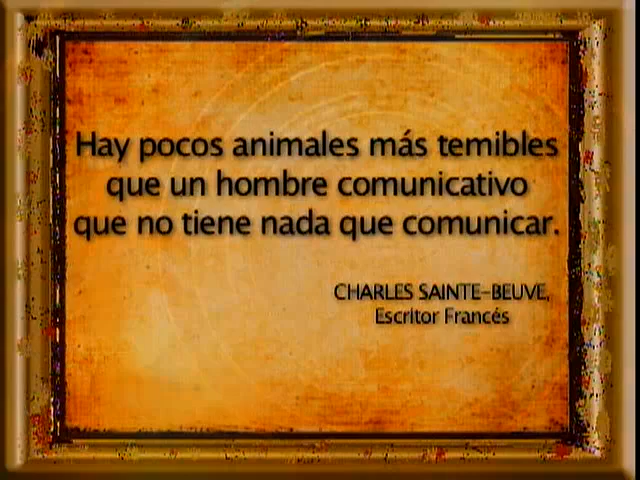 Hay pocos animales más temibles
que un hombre comunicativo
que no tiene nada que comunicar.
CHARLES SAINTE-BEUVE,
Escritor Francés